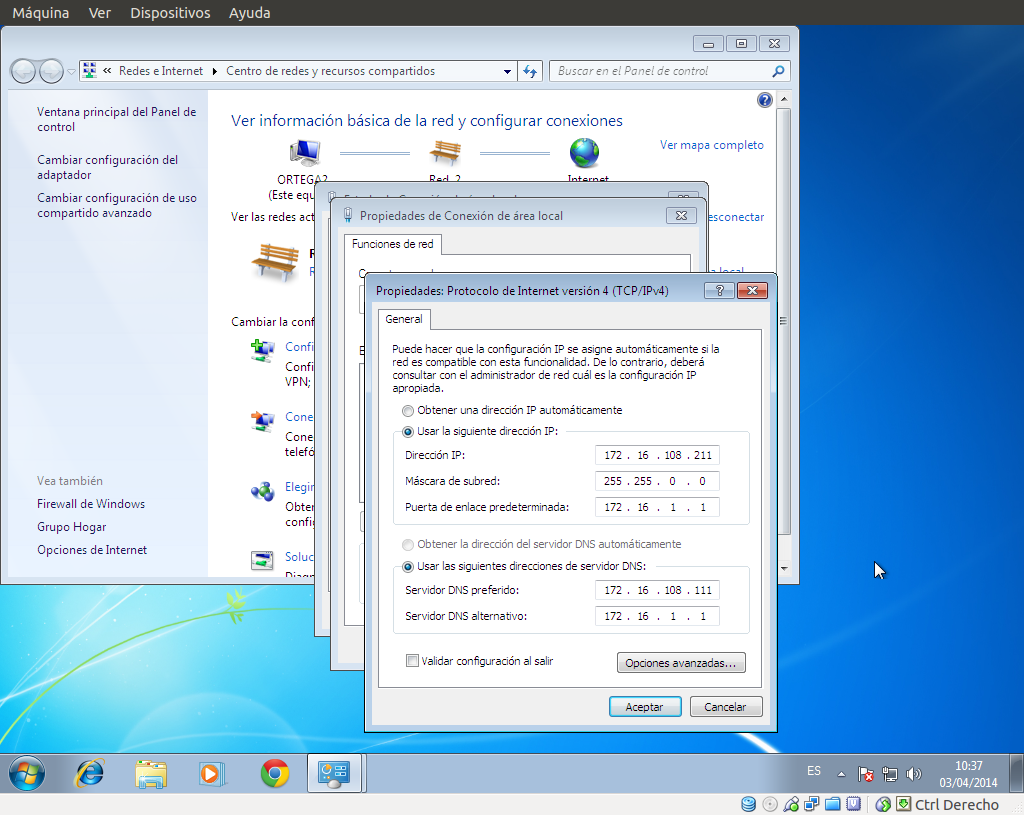 Máquina Ver Dispositivos Ayuda
« Redes e Internet Centro de redes y recursos compartidos
Buscar en el Panel de control
Ventana principal del Panel de
control
Cambiar configuración del
adaptador
Cambiar configuración de uso
compartido avanzado
Vea también
Firewall de Windows
Grupo Hogar
Opciones de Internet
Ver información básica de la red y configurar conexiones
Ver mapa completo
ORTEGA2
(Este equ
Red 2
Internet
Ver las redes act
esconectar
a local
Cambiar la conf
Confi
Confi
VPN;
Cone
Cone
telefó
Elegir
Obter
config
Soluc
Diagn
Propiedades de Conexión de área local
Funciones de red
Propiedades: Protocolo de Internet versión 4 (TCP/IPv4)
General
Puede hacer que la configuración IP se asigne automáticamente si la
red es compatible con esta funcionalidad. De lo contrario, deberá
consultar con el administrador de red cuál es la configuración IP
apropiada.
Obtener una dirección IP automáticamente
Usar la siguiente dirección IP:
Dirección IP: 172 . 16 . 108 . 211
Máscara de subred: 255 . 255 . 0 . 0
Puerta de enlace predeterminada: 172 . 16 . 1 . 1
Obtener la dirección del servidor DNS automáticamente
Usar las siguientes direcciones de servidor DNS:
Servidor DNS preferido: 172 . 16 . 108 . 111
Servidor DNS alternativo: 172 . 16 . 1 . 1
Validar configuración al salir
Opciones avanzadas...
Aceptar Cancelar
ES
10:37
03/04/2014
Ctrl Derecho